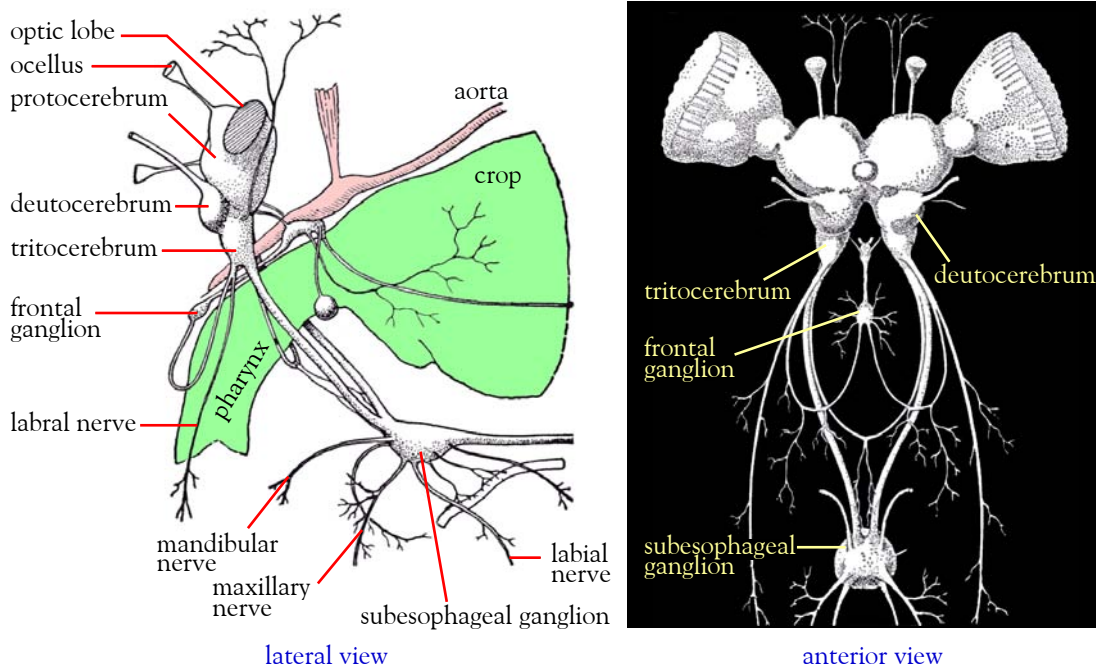 optic lobe
ocellus
protocerebrum
aorta
crop
deutocerebrum
tritocerebrum
frontal
ganglion
pharynx
labral nerve
mandibular
nerve
maxillary
nerve
labial
nerve
subesophageal ganglion
lateral view
tritocerebrum
deutocerebrum
frontal
ganglion
subesophageal
ganglion
anterior view